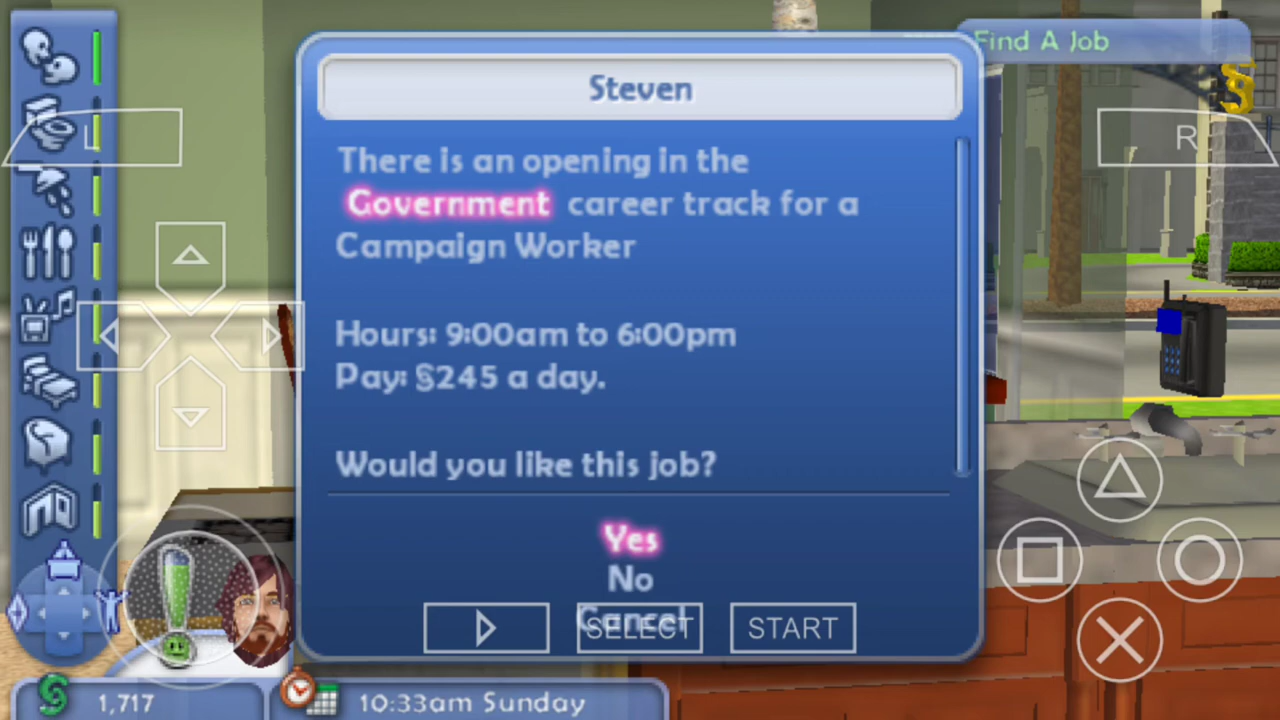 Find A Job
Steven
There is an opening in the
Government career track for a
Campaign Worker
Hours: 9:00am to 6:00pm
Pay: §245 a day.
Would you like this job?
Yes
No
Cancel
L
R
SELECT
START
1,717
10:33am Sunday